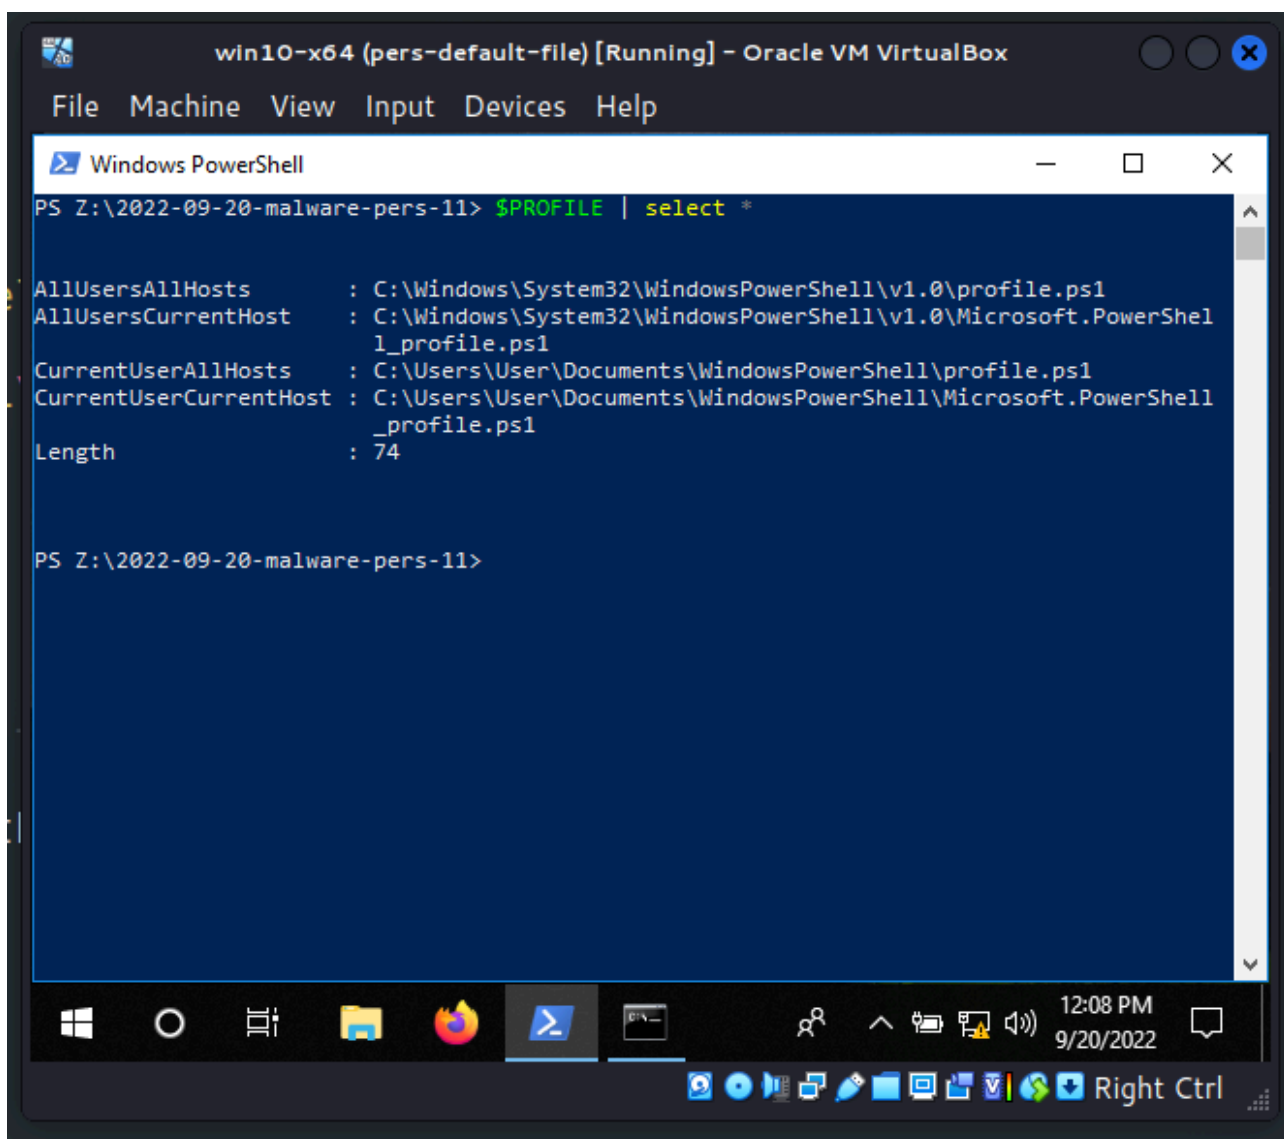 win10-x64 (pers-default-file) [Running] - Oracle VM VirtualBox
File Machine View Input Devices Help
Windows PowerShell
PS Z:\2022-09-20-malware-pers-11> $PROFILE | select *
AllUsersAllHosts : C:\Windows\System32\WindowsPowerShell\v1.0\profile.ps1
AllUsersCurrentHost : C:\Windows\System32\WindowsPowerShell\v1.0\Microsoft.PowerShel
l_profile.ps1
CurrentUserAllHosts : C:\Users\User\Documents\WindowsPowerShell\profile.ps1
CurrentUserCurrentHost : C:\Users\User\Documents\WindowsPowerShell\Microsoft.PowerShell
_profile.ps1
Length : 74
PS Z:\2022-09-20-malware-pers-11>
12:08 PM
9/20/2022
Right Ctrl